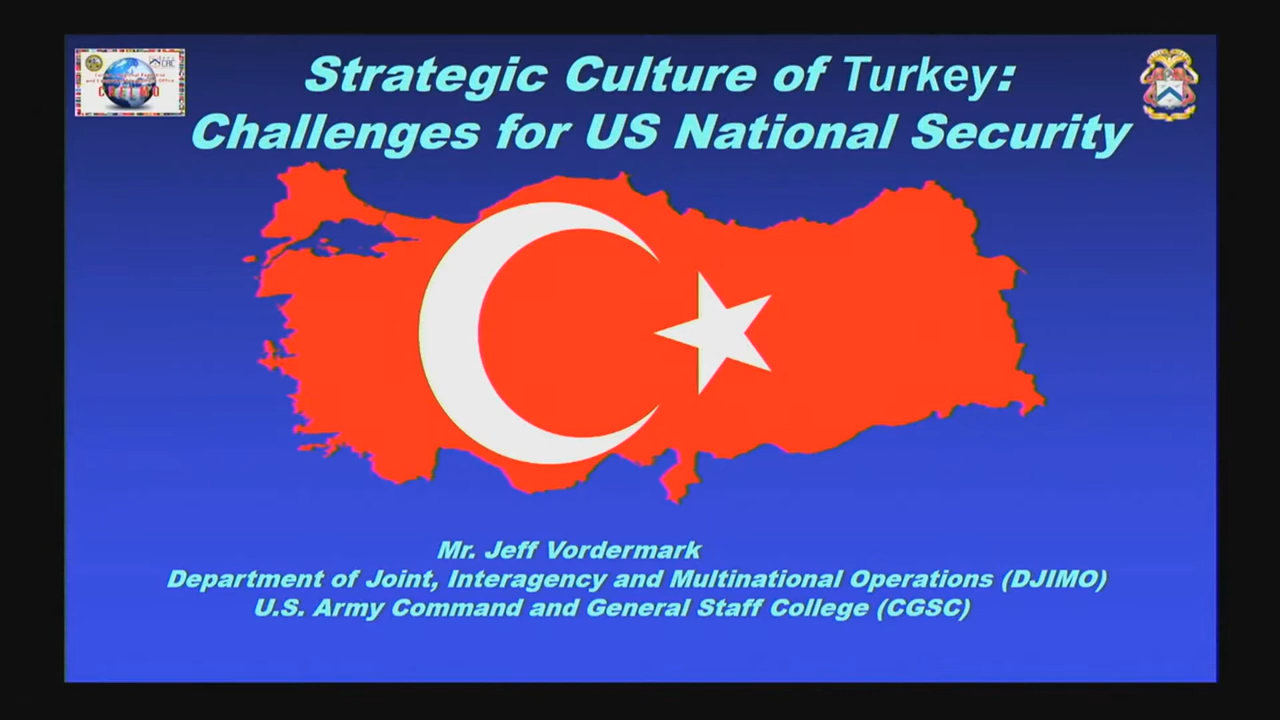 Strategic Culture of Turkey:
Challenges for US National Security
Mr. Jeff Vordermark
Department of Joint, Interagency and Multinational Operations (DJIMO)
U.S. Army Command and General Staff College (CGSC)